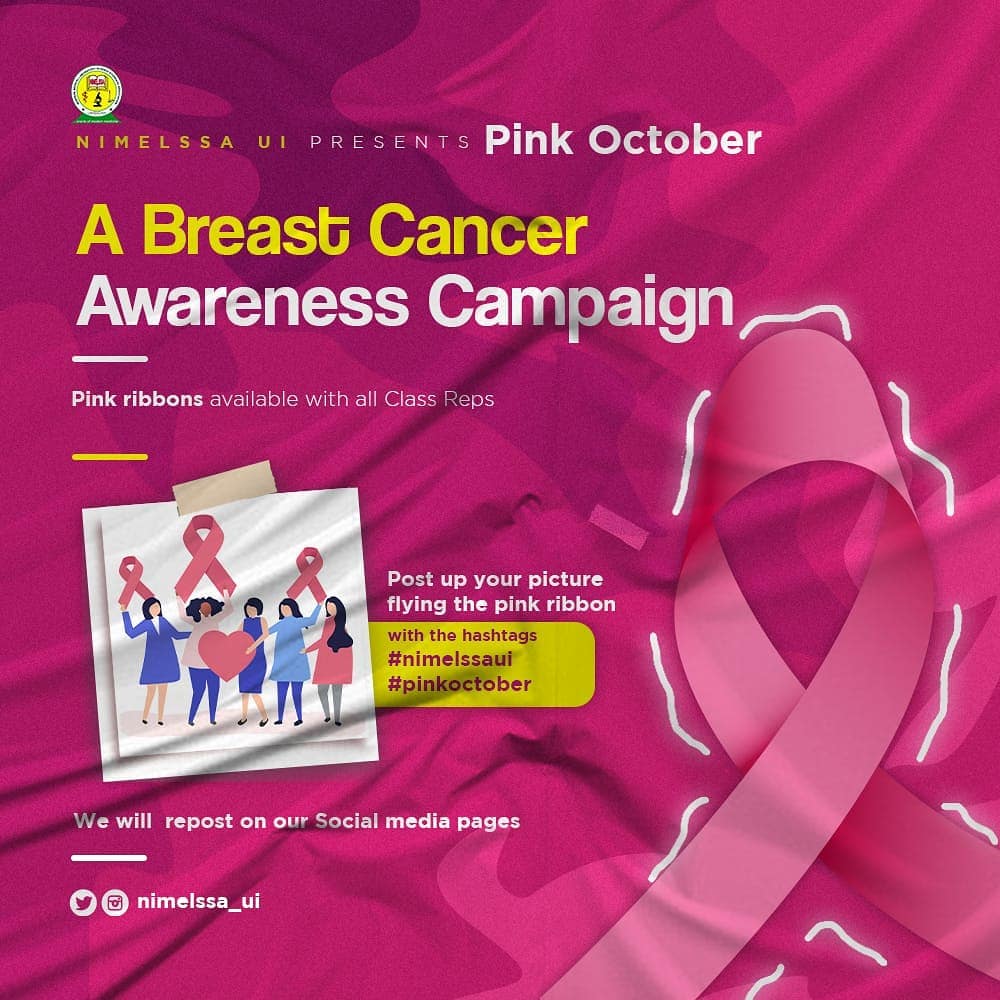 NIMELSSA UI PRESENTS Pink October
A Breast Cancer
Awareness Campaign
Pink ribbons available with all Class Reps
Post up your picture
flying the pink ribbon
with the hashtags
#nimelssaui
#pinkoctober
We will repost on our Social media pages
nimelssa_ui